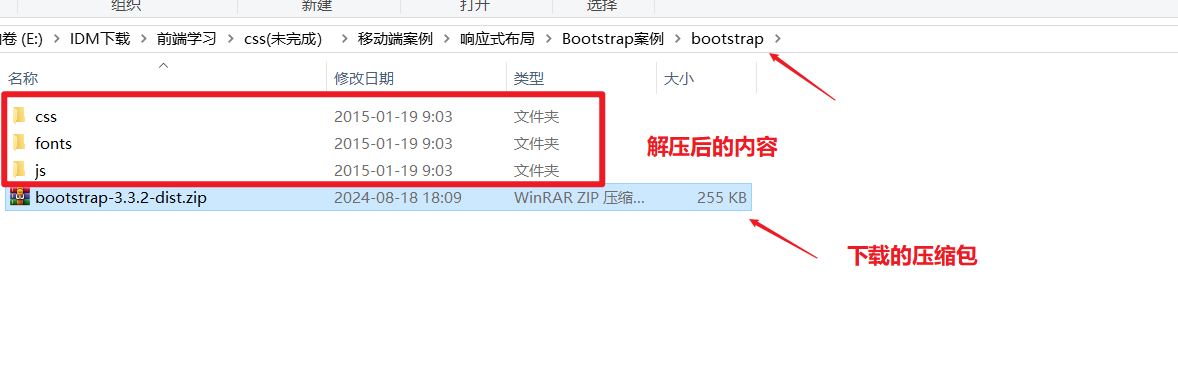 组织 新建 打开 选择
卷 (E:) IDM下载 前端学习 css(未完成) 移动端案例 响应式布局 Bootstrap案例 bootstrap
名称 修改日期 类型 大小
css 2015-01-19 9:03 文件夹
fonts 2015-01-19 9:03 文件夹
解压后的内容
js 2015-01-19 9:03 文件夹
bootstrap-3.3.2-dist.zip 2024-08-18 18:09 WinRAR ZIP 压缩... 255 KB
下载的压缩包